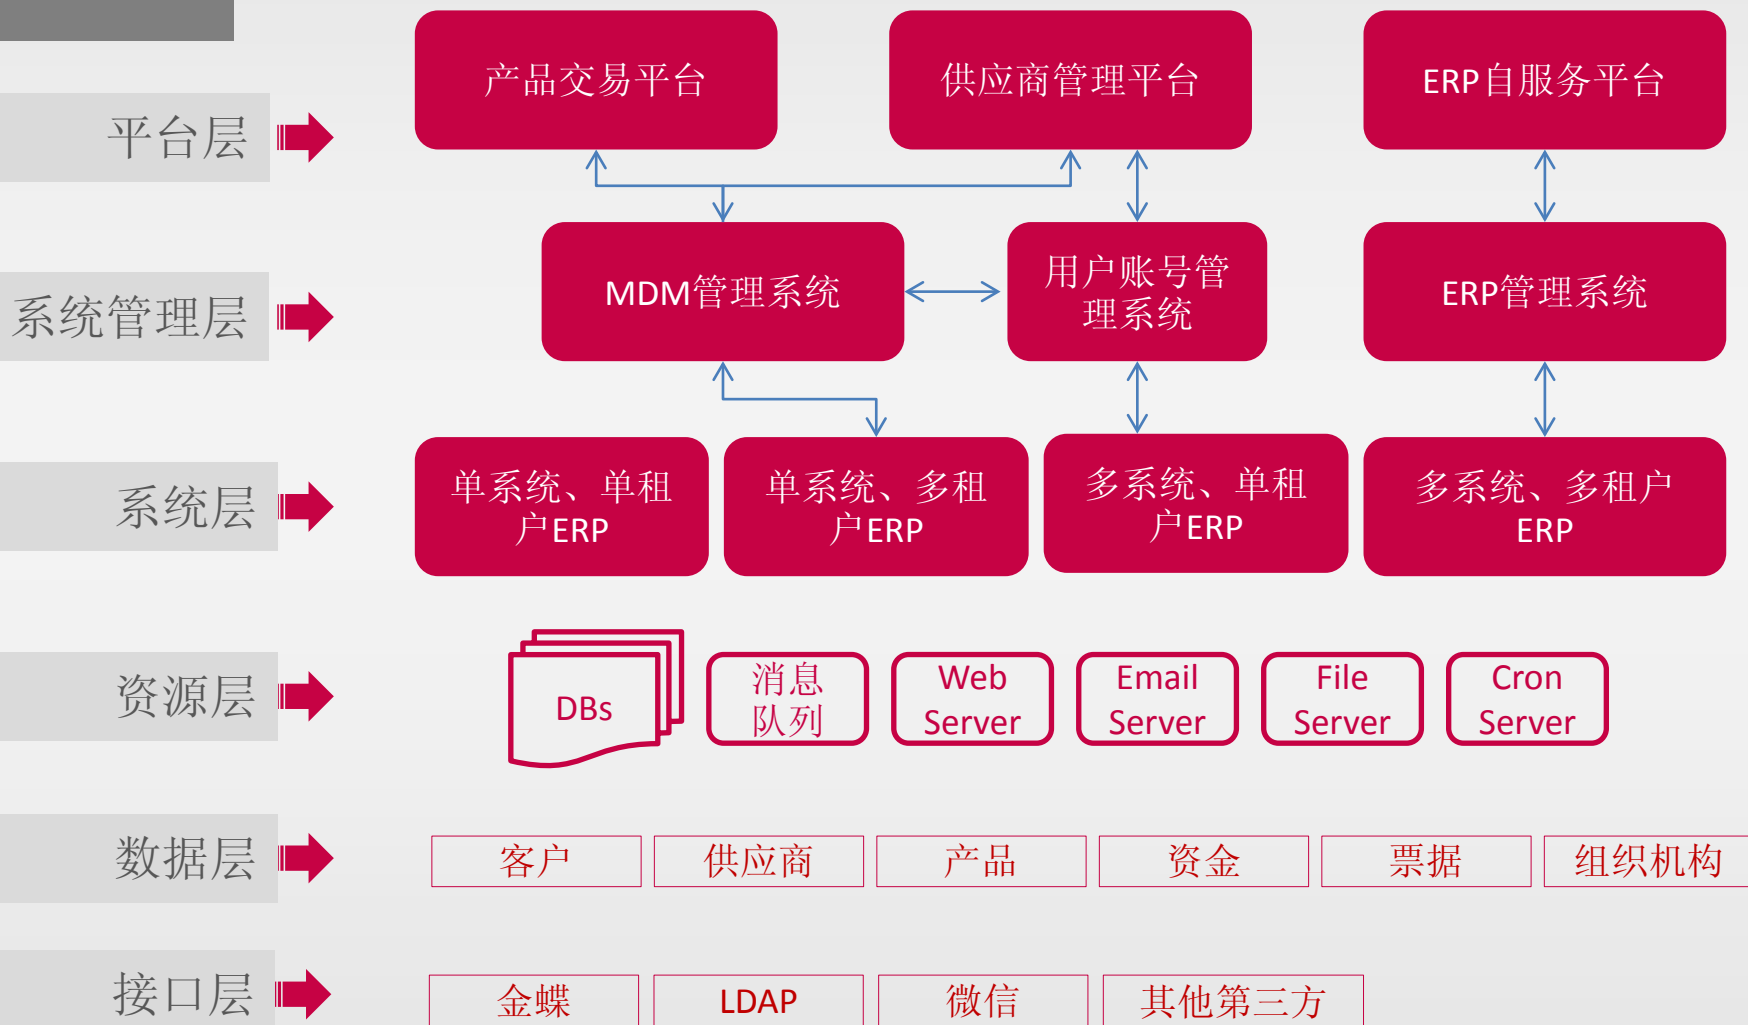 产品交易平台
供应商管理平台
ERP自服务平台
平台层
MDM管理系统
用户账号管
理系统
ERP管理系统
系统管理层
单系统、单租
户ERP
单系统、多租
户ERP
多系统、单租
户ERP
多系统、多租户
ERP
系统层
资源层
DBs
消息
队列
Web
Server
Email
Server
File
Server
Cron
Server
数据层
客户
供应商
产品
资金
票据
组织机构
接口层
金蝶
LDAP
微信
其他第三方